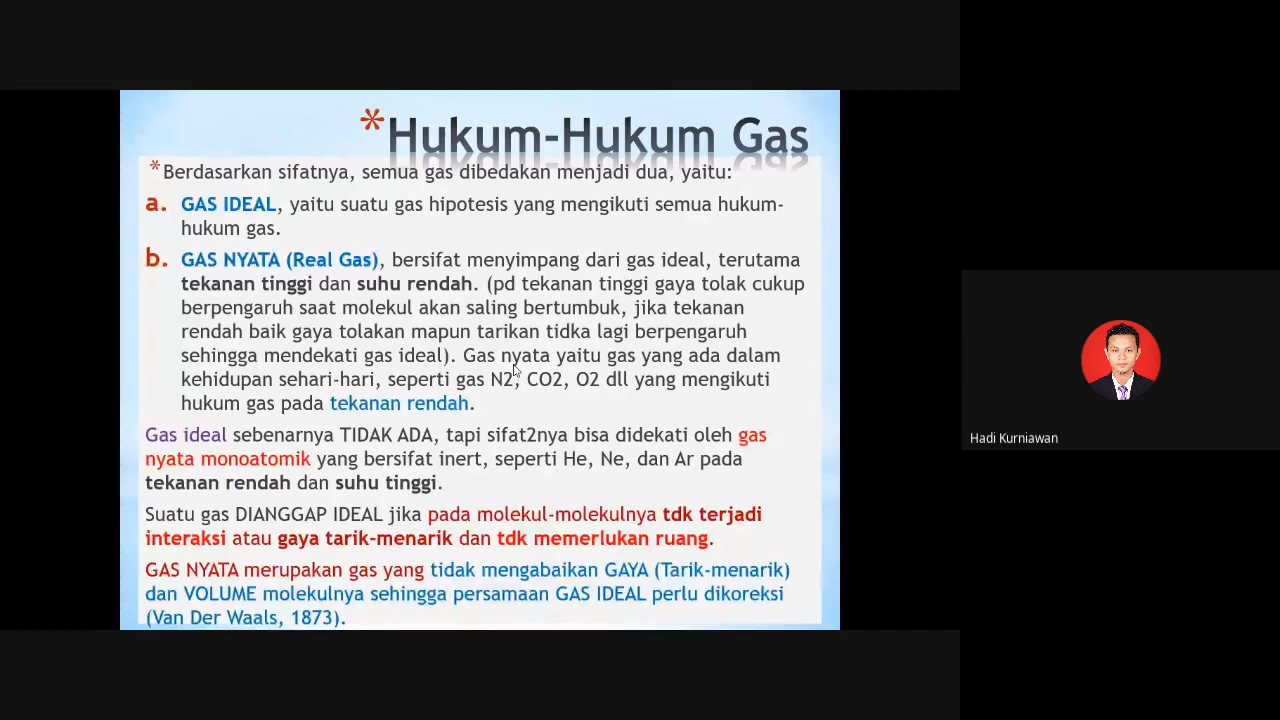 *Hukum-Hukum Gas
*Berdasarkan sifatnya, semua gas dibedakan menjadi dua, yaitu:
a. GAS IDEAL, yaitu suatu gas hipotesis yang mengikuti semua hukum-
hukum gas.
b. GAS NYATA (Real Gas), bersifat menyimpang dari gas ideal, terutama
tekanan tinggi dan suhu rendah. (pd tekanan tinggi gaya tolak cukup
berpengaruh saat molekul akan saling bertumbuk, jika tekanan
rendah baik gaya tolakan mapun tarikan tidka lagi berpengaruh
sehingga mendekati gas ideal). Gas nyata yaitu gas yang ada dalam
kehidupan sehari-hari, seperti gas N2, CO2, O2 dll yang mengikuti
hukum gas pada tekanan rendah.
Gas ideal sebenarnya TIDAK ADA, tapi sifat2nya bisa didekati oleh gas
nyata monoatomik yang bersifat inert, seperti He, Ne, dan Ar pada
tekanan rendah dan suhu tinggi.
Suatu gas DIANGGAP IDEAL jika pada molekul-molekulnya tdk terjadi
interaksi atau gaya tarik-menarik dan tdk memerlukan ruang.
GAS NYATA merupakan gas yang tidak mengabaikan GAYA (Tarik-menarik)
dan VOLUME molekulnya sehingga persamaan GAS IDEAL perlu dikoreksi
(Van Der Waals, 1873).
Hadi Kurniawan